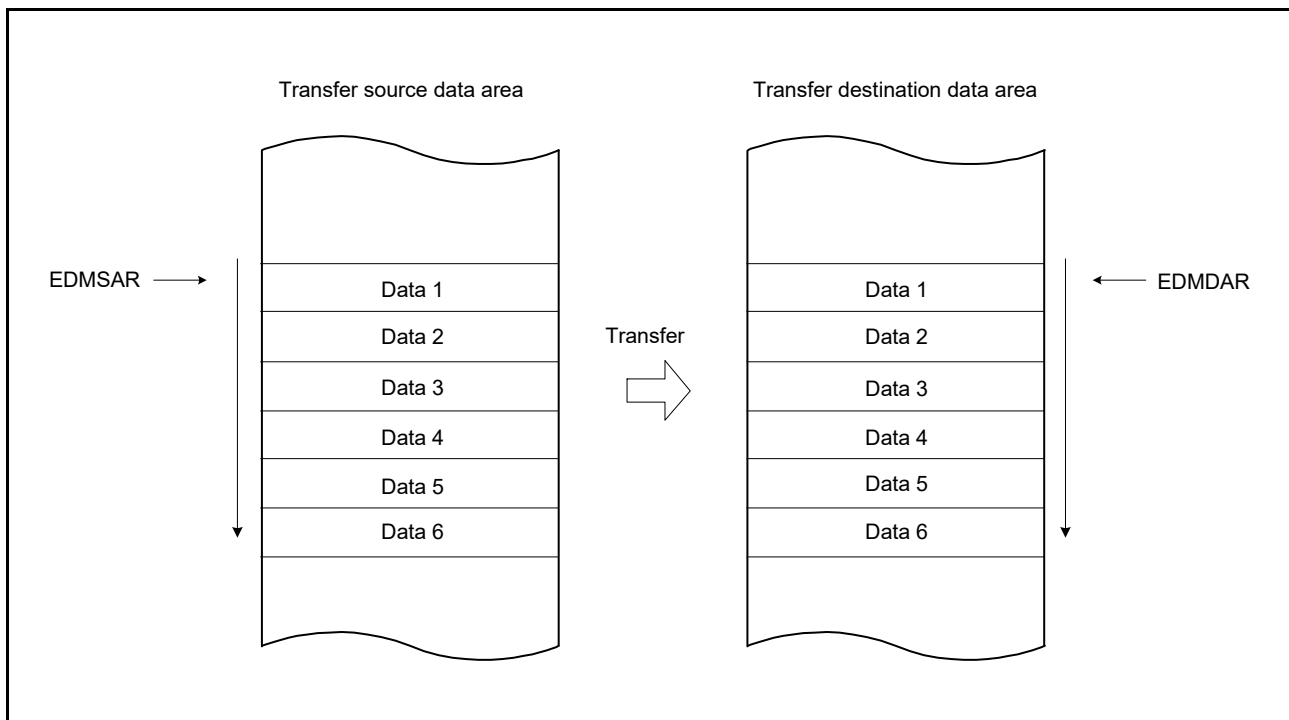 Transfer source data area
Transfer destination data area
EDMSAR
Data 1
Data 2
Data 3
Data 4
Data 5
Data 6
Transfer
Data 1
Data 2
Data 3
Data 4
Data 5
Data 6
EDMDAR